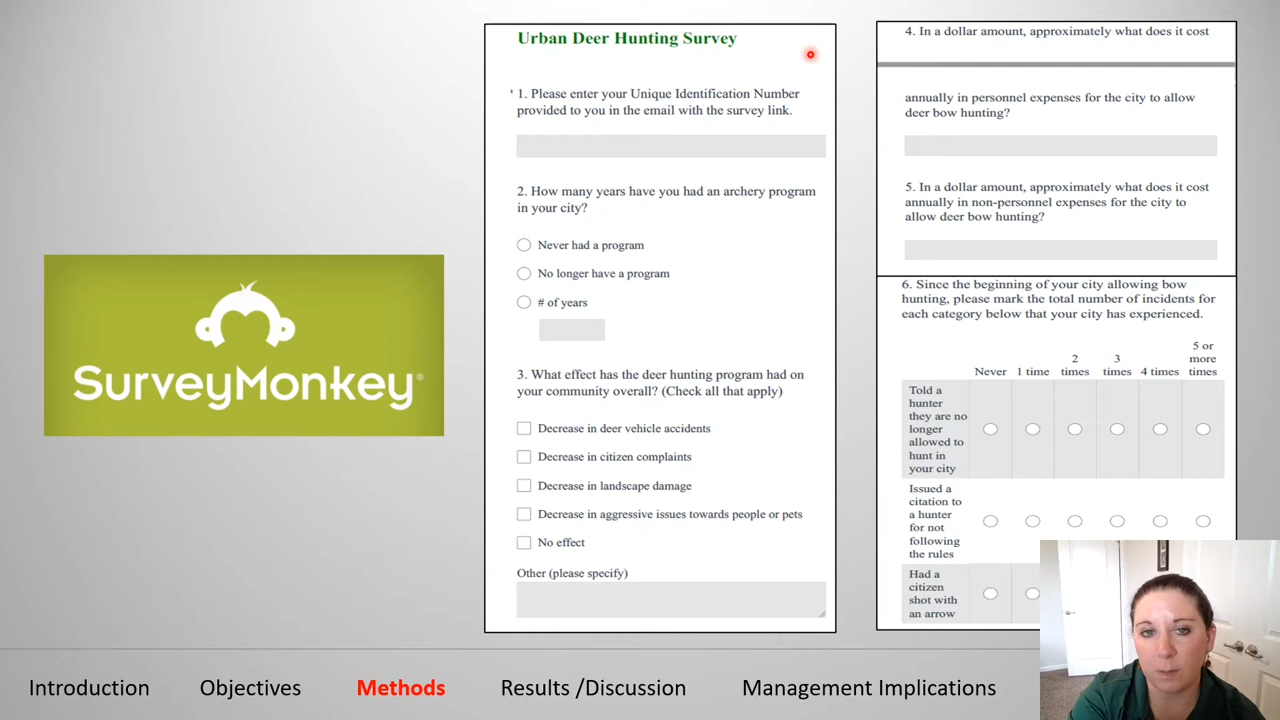 SurveyMonkey®
Urban Deer Hunting Survey
1. Please enter your Unique Identification Number
provided to you in the email with the survey link.
2. How many years have you had an archery program
in your city?
Never had a program
No longer have a program
# of years
3. What effect has the deer hunting program had on
your community overall? (Check all that apply)
Decrease in deer vehicle accidents
Decrease in citizen complaints
Decrease in landscape damage
Decrease in aggressive issues towards people or pets
No effect
Other (please specify)
4. In a dollar amount, approximately what does it cost
annually in personnel expenses for the city to allow
deer bow hunting?
5. In a dollar amount, approximately what does it cost
annually in non-personnel expenses for the city to
allow deer bow hunting?
6. Since the beginning of your city allowing bow
hunting, please mark the total number of incidents for
each category below that your city has experienced.
Never 1 time 2 times 3 times 4 times 5 or more times
Told a
hunter
they are no
longer
allowed to
hunt in
your city
Issued a
citation to
a hunter
for not
following
the rules
Had a
citizen
shot with
an arrow
Introduction Objectives Methods Results /Discussion Management Implications